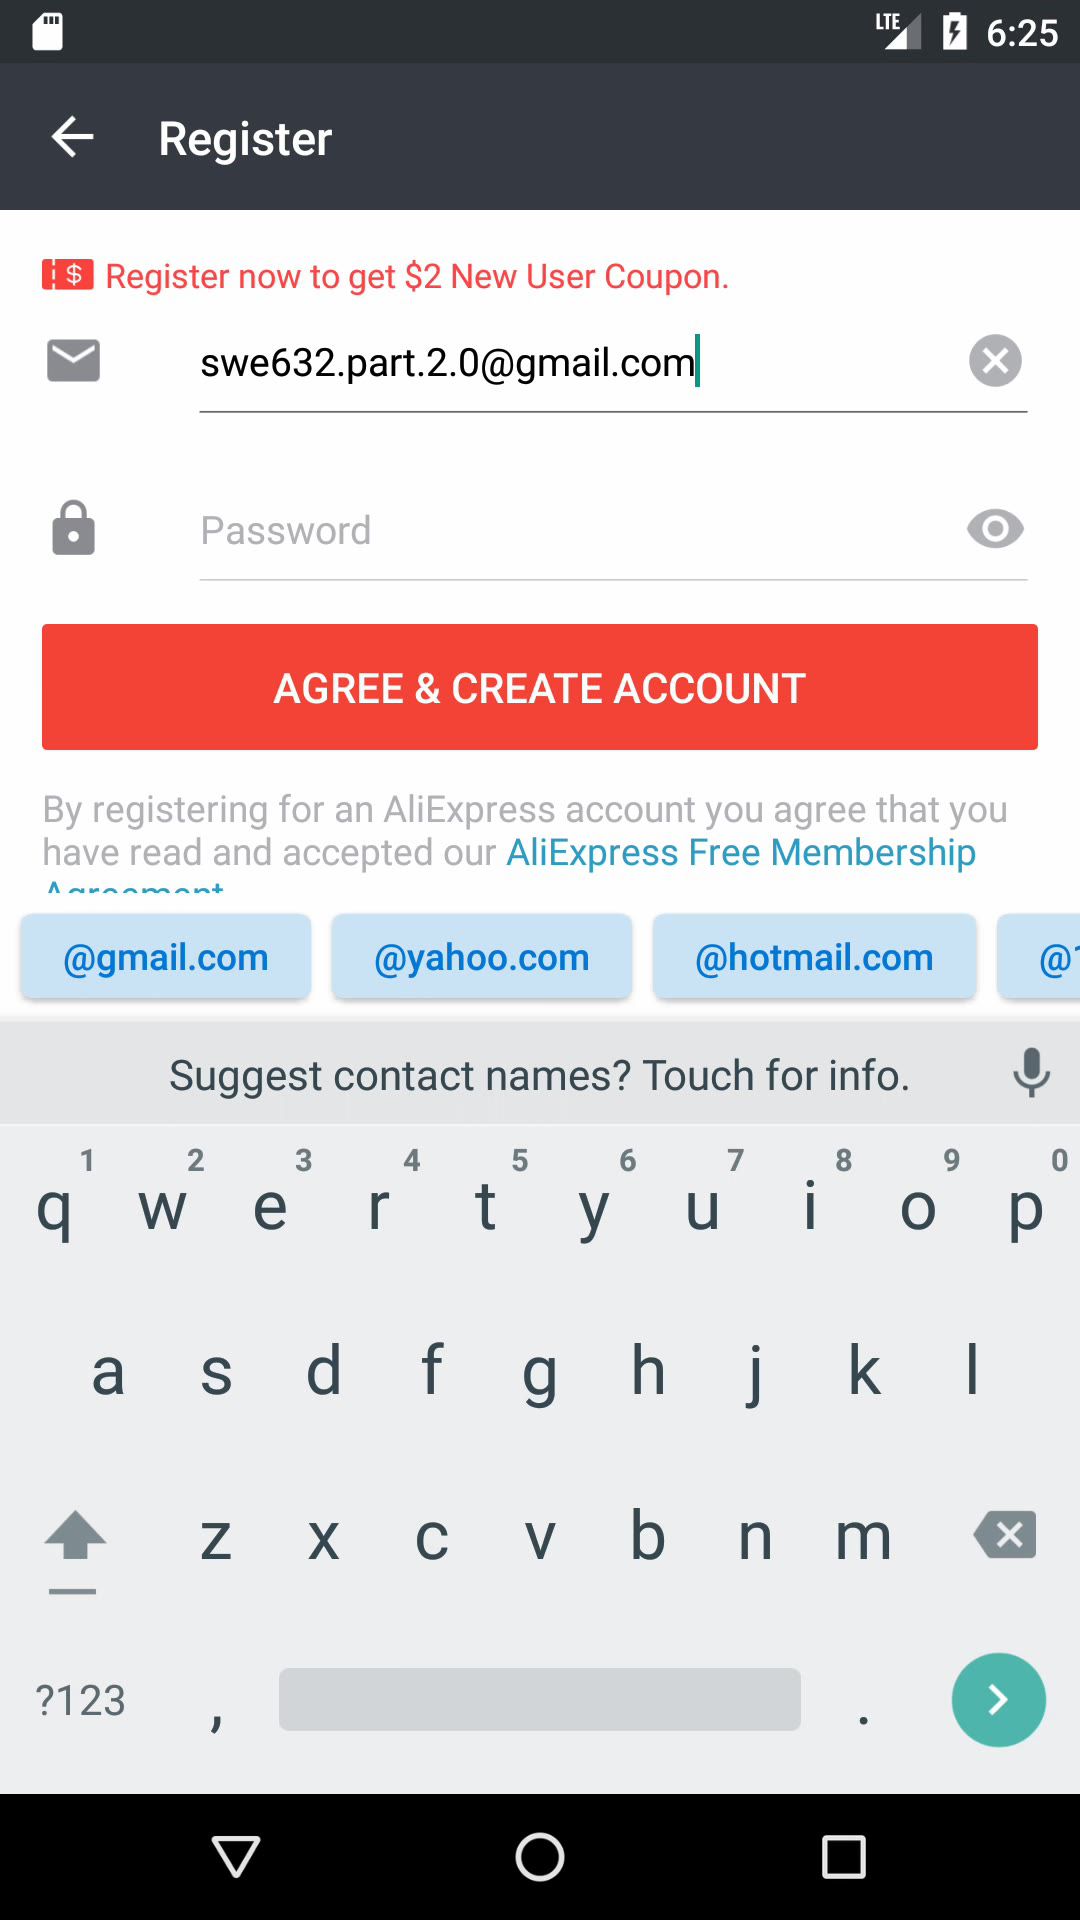 LTE 6:25
Register
$ Register now to get $2 New User Coupon.
swe632.part.2.0@gmail.com
Password
AGREE & CREATE ACCOUNT
By registering for an AliExpress account you agree that you
have read and accepted our AliExpress Free Membership
Agreement
@gmail.com @yahoo.com @hotmail.com @1
Suggest contact names? Touch for info.
1 2 3 4 5 6 7 8 9 0
q w e r t y u i o p
a s d f g h j k l
z x c v b n m
?123 , .